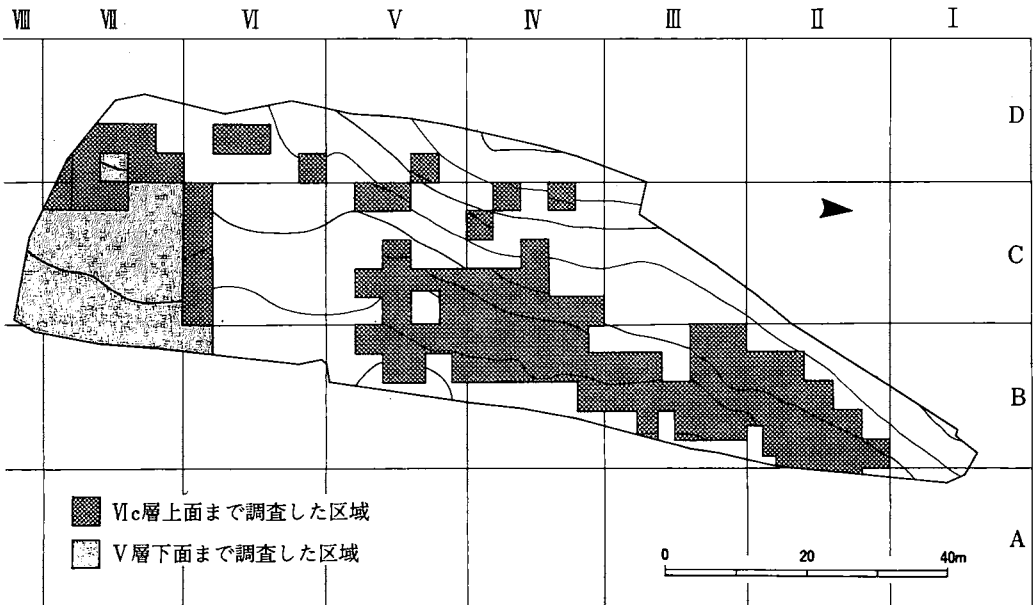 Ⅷ Ⅶ Ⅵ Ⅴ Ⅳ Ⅲ Ⅱ Ⅰ
D
C
B
A
Ⅵc層上面まで調査した区域
Ⅴ層下面まで調査した区域
0 20 40m